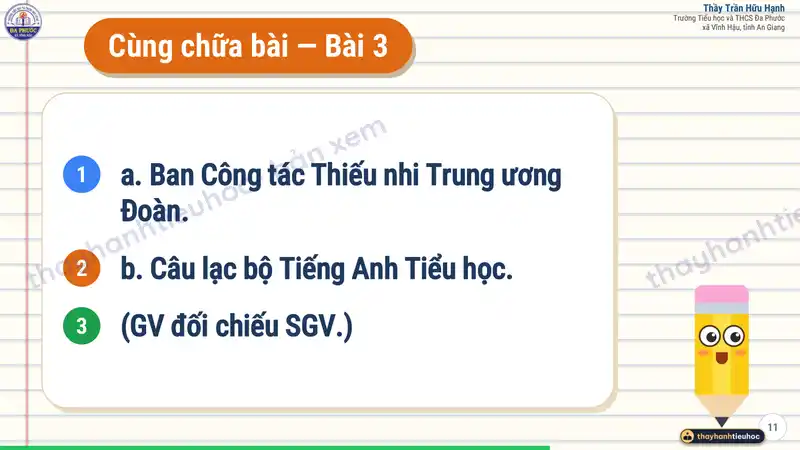 Thầy Trần Hữu Hạnh
Trường Tiểu học và THCS Đa Phước
xã Vĩnh Hậu, tỉnh An Giang
ĐA PHƯỚC
Cùng chữa bài – Bài 3
1 a. Ban Công tác Thiếu nhi Trung ương
Đoàn.
2 b. Câu lạc bộ Tiếng Anh Tiểu học.
3 (GV đối chiếu SGV.)
thayhanhtieuhoc
11